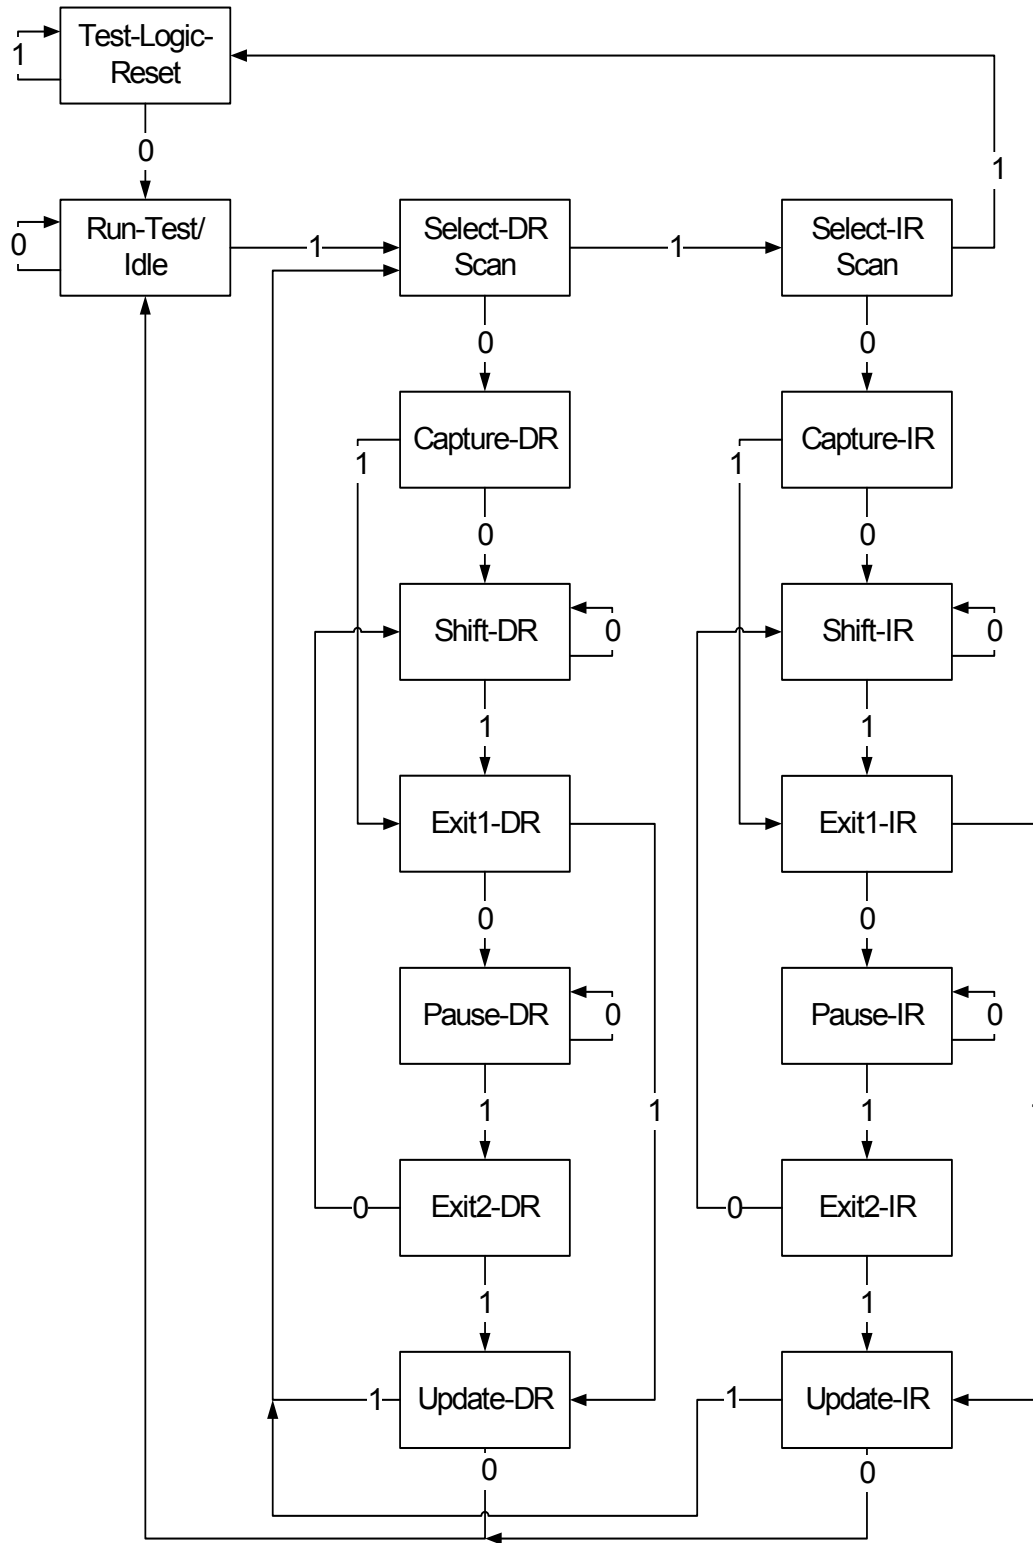 Test-Logic-
Reset
1
0
1
Run-Test/
Idle
0
1
Select-DR
Scan
1
Select-IR
Scan
0
0
Capture-DR
Capture-IR
1
1
0
0
Shift-DR
0
Shift-IR
0
1
1
Exit1-DR
Exit1-IR
0
0
Pause-DR
0
Pause-IR
0
1
1
1
Exit2-DR
0
Exit2-IR
0
1
1
Update-DR
1
Update-IR
1
0
0